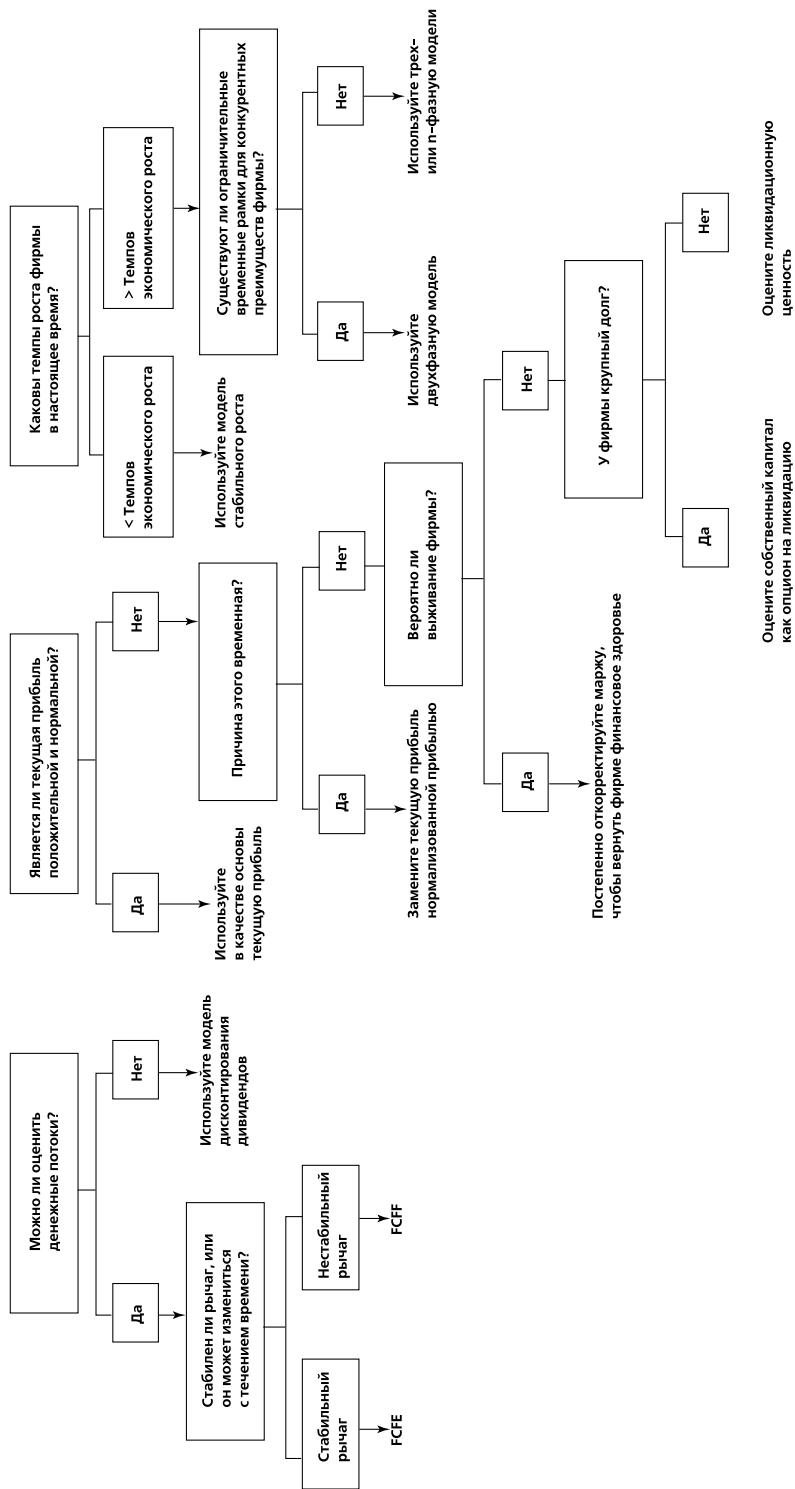 Можно ли оценить
денежные потоки?
Да
Нет
Стабилен ли рычаг, или
он может измениться
с течением времени?
Используйте модель
дисконтирования
дивидендов
Стабильный
рычаг
Нестабильный
рычаг
FCFE
FCFF
Является ли текущая прибыль
положительной и нормальной?
Да
Нет
Используйте
в качестве основы
текущую прибыль
Причина этого временная?
Да
Нет
Замените текущую прибыль
нормализованной прибылью
Вероятно ли
выживание фирмы?
Да
Нет
Постепенно откорректируйте маржу,
чтобы вернуть фирме финансовое здоровье
У фирмы крупный долг?
Да
Нет
Оцените собственный капитал
как опцион на ликвидацию
Оцените ликвидационную
ценность
Каковы темпы роста фирмы
в настоящее время?
< Темпов
экономического роста
> Темпов
экономического роста
Используйте модель
стабильного роста
Существуют ли ограничительные
временные рамки для конкурентных
преимуществ фирмы?
Да
Нет
Используйте
двухфазную модель
Используйте трех–
или n–фазную модели